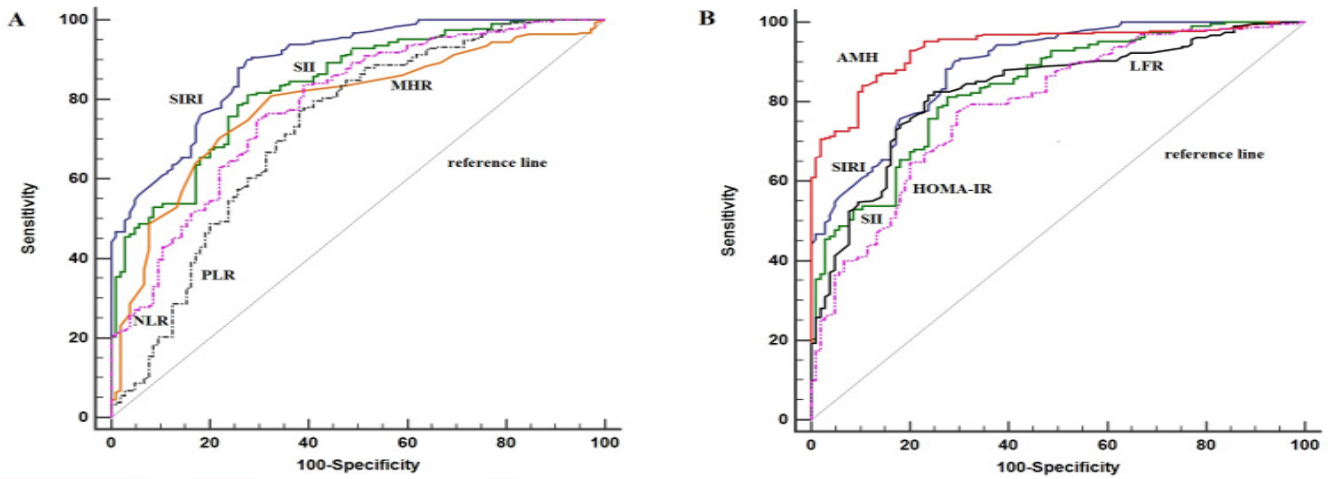 A
100
80
60
40
20
0
Sensitivity
SIRI
SII
MHR
reference line
PLR
NLR
0 20 40 60 80 100
100-Specificity
B
100
80
60
40
20
0
Sensitivity
AMH
LFR
reference line
SIRI
HOMA-IR
SII
0 20 40 60 80 100
100-Specificity